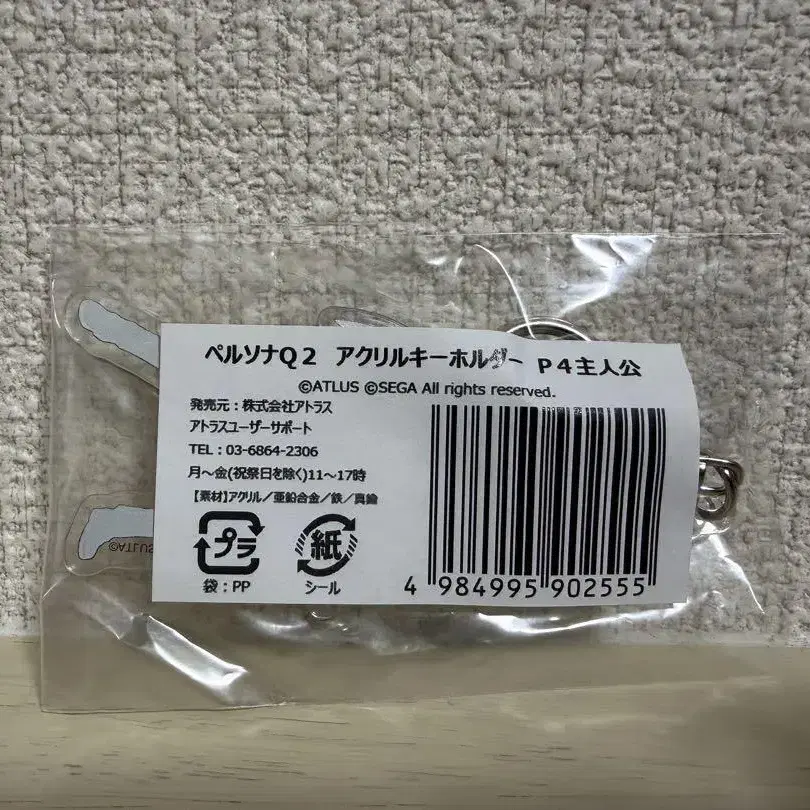 ペルソナQ2 アクリルキーホルダー P4主人公
©ATLUS ©SEGA All rights reserved.
発売元：株式会社アトラス
アトラスユーザーサポート
TEL：03-6864-2306
月～金(祝祭日を除く)11～17時
【素材】アクリル／亜鉛合金／鉄／真鍮
プラ
袋：PP
紙
シール
4 984995 902555
©ATLUS